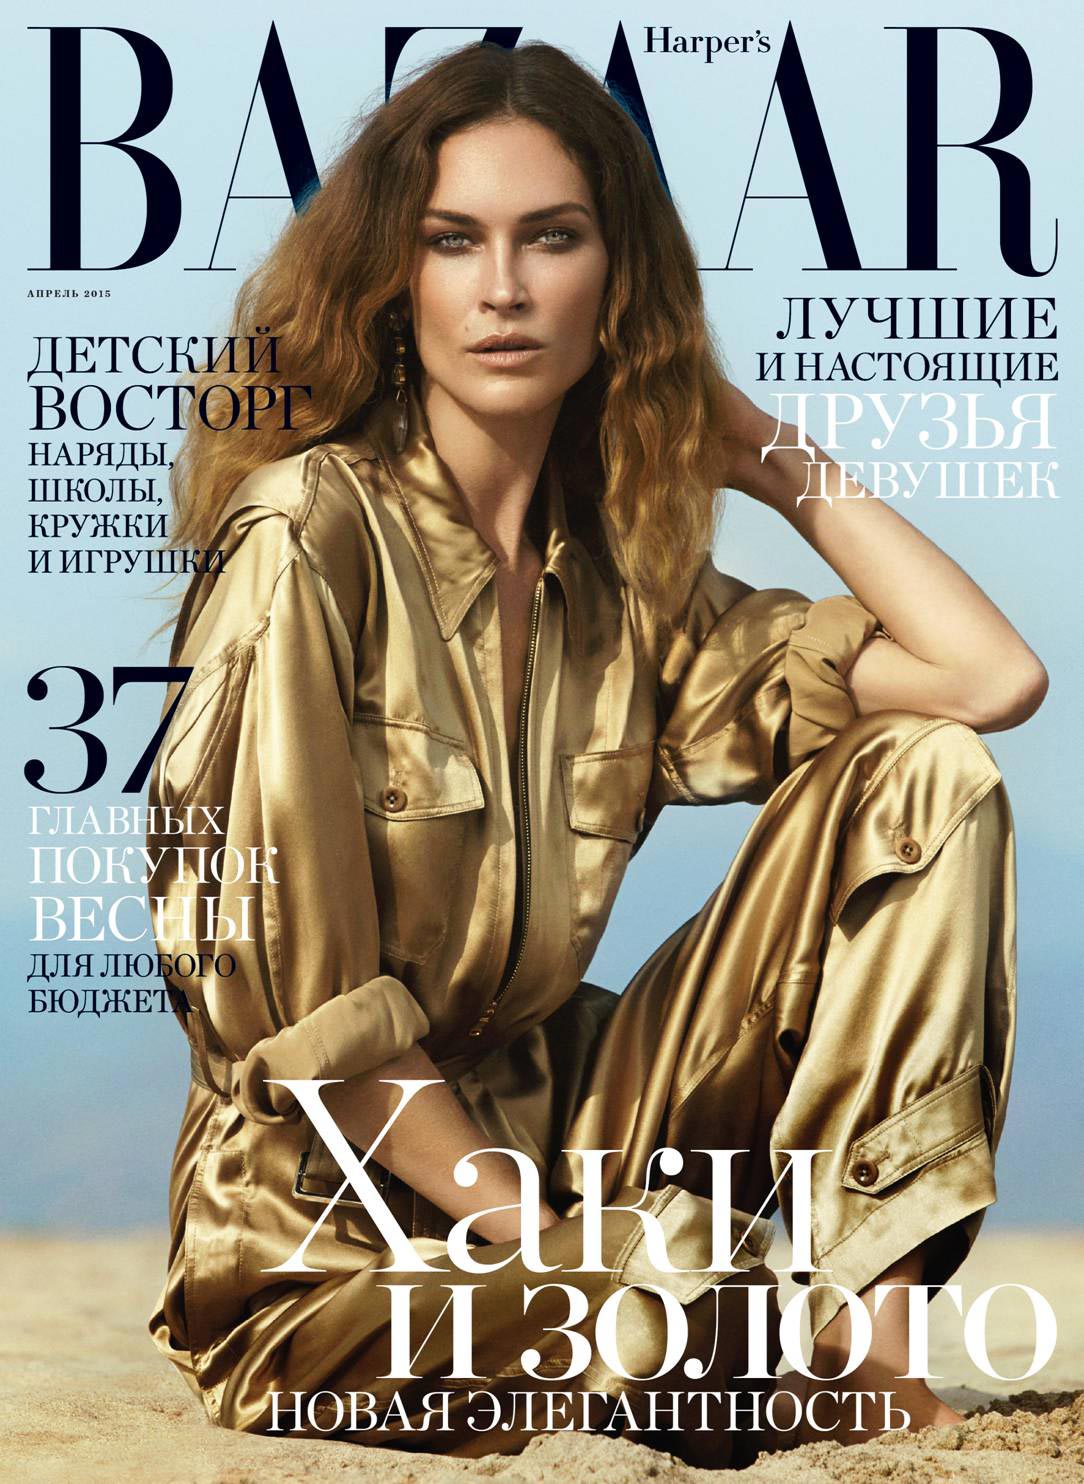 BAZAAR
Harper's
АПРЕЛЬ 2015
ДЕТСКИЙ
ВОСТОРГ
НАРЯДЫ,
ШКОЛЫ,
КРУЖКИ
И ИГРУШКИ
ЛУЧШИЕ
И НАСТОЯЩИЕ
ДРУЗЬЯ
ДЕВУШЕК
37
ГЛАВНЫХ
ПОКУПОК
ВЕСНЫ
ДЛЯ ЛЮБОГО
БЮДЖЕТА
Хаки
И ЗОЛОТО
НОВАЯ ЭЛЕГАНТНОСТЬ